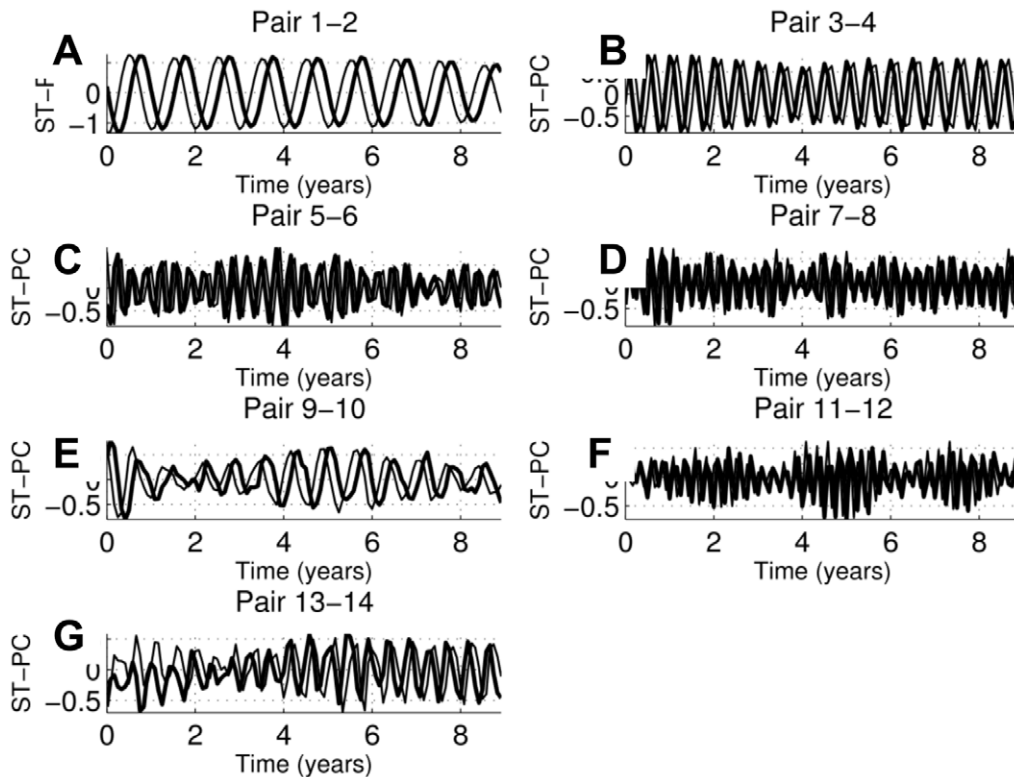 Pair 1−2
Pair 3−4
A
B
ST−P
0
−1
ST−PC
0
−0.5
0 2 4 6 8
0 2 4 6 8
Time (years)
Time (years)
Pair 5−6
Pair 7−8
C
D
ST−PC
−0.5
ST−PC
−0.5
0 2 4 6 8
0 2 4 6 8
Time (years)
Time (years)
Pair 9−10
Pair 11−12
E
F
ST−PC
−0.5
ST−PC
−0.5
0 2 4 6 8
0 2 4 6 8
Time (years)
Time (years)
Pair 13−14
G
ST−PC
0
−0.5
0 2 4 6 8
Time (years)